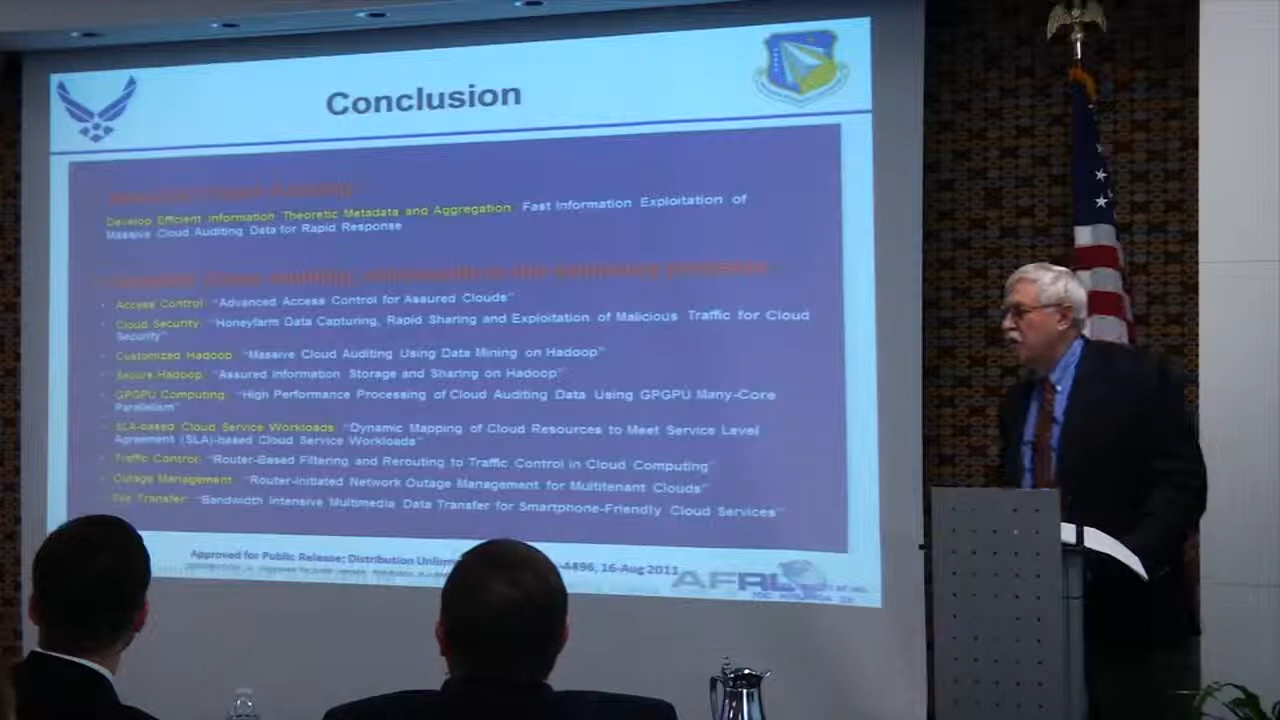 Conclusion
Develop Efficient Information Theoretic Metadata and Aggregation: Fast Information Exploitation of
Massive Cloud Auditing Data for Rapid Response
Access Control: "Advanced Access Control for Assured Clouds"
Cloud Security: "Honeyfarm Data Capturing, Rapid Sharing and Exploitation of Malicious Traffic for Cloud
Security"
Customized Hadoop: "Massive Cloud Auditing Using Data Mining on Hadoop"
Secure Hadoop: "Assured Information Storage and Sharing on Hadoop"
GPGPU Computing: "High Performance Processing of Cloud Auditing Data Using GPGPU Many-Core
Parallelism"
SLA-based Cloud Service Workloads: "Dynamic Mapping of Cloud Resources to Meet Service Level
Agreement (SLA)-based Cloud Service Workloads"
Traffic Control: "Router-Based Filtering and Rerouting to Traffic Control in Cloud Computing"
Outage Management: "Router-initiated Network Outage Management for Multitenant Clouds"
File Transfer: "Bandwidth Intensive Multimedia Data Transfer for Smartphone-Friendly Cloud Services"
Approved for Public Release; Distribution -4496, 16-Aug 2011
AFRL